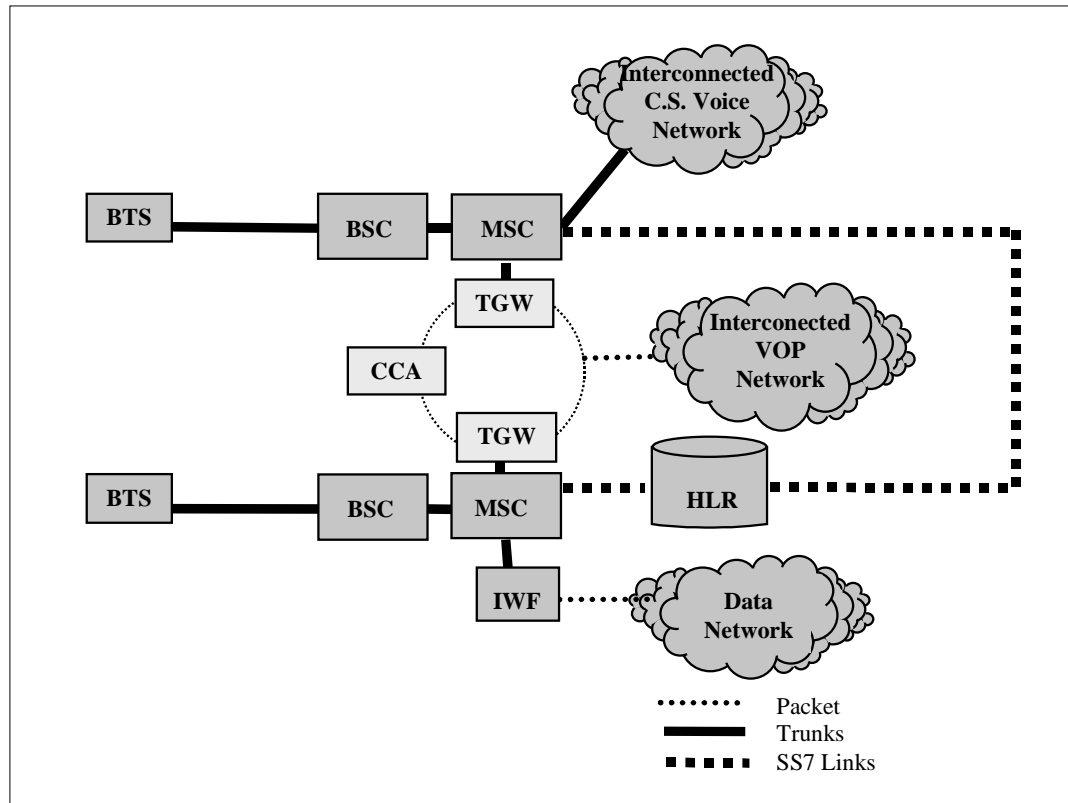 Interconnected
C.S. Voice
Network
BTS
BSC
MSC
TGW
Interconected
VOP
Network
CCA
TGW
BTS
BSC
MSC
HLR
IWF
Data
Network
Packet
Trunks
SS7 Links